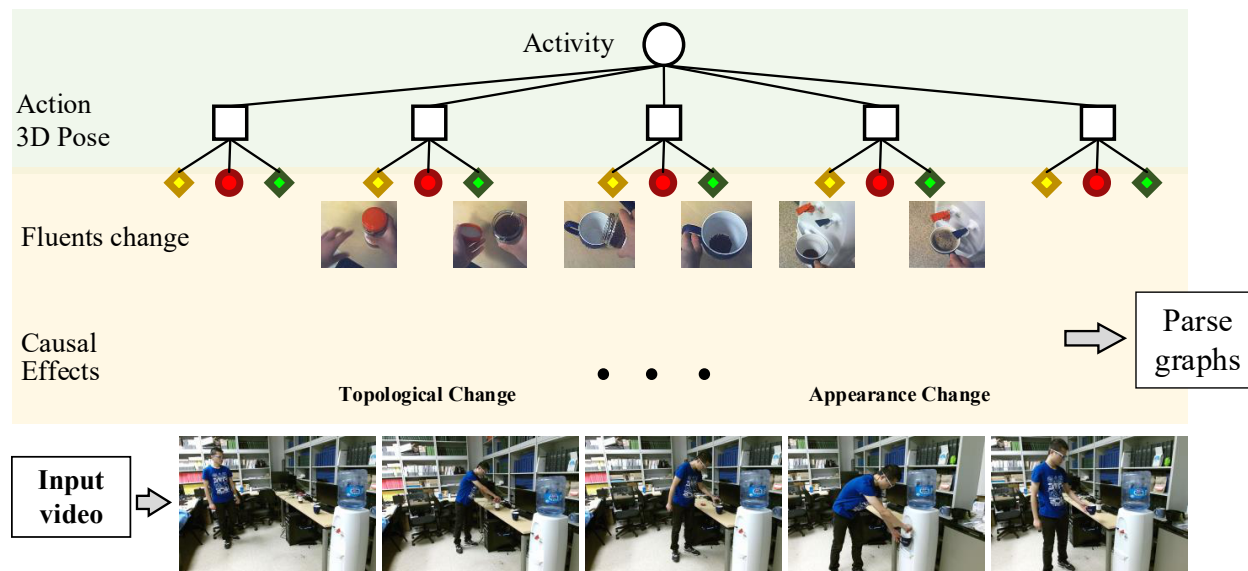 Activity
Action
3D Pose
Fluents change
Causal
Effects
Topological Change
Appearance Change
Parse
graphs
Input
video